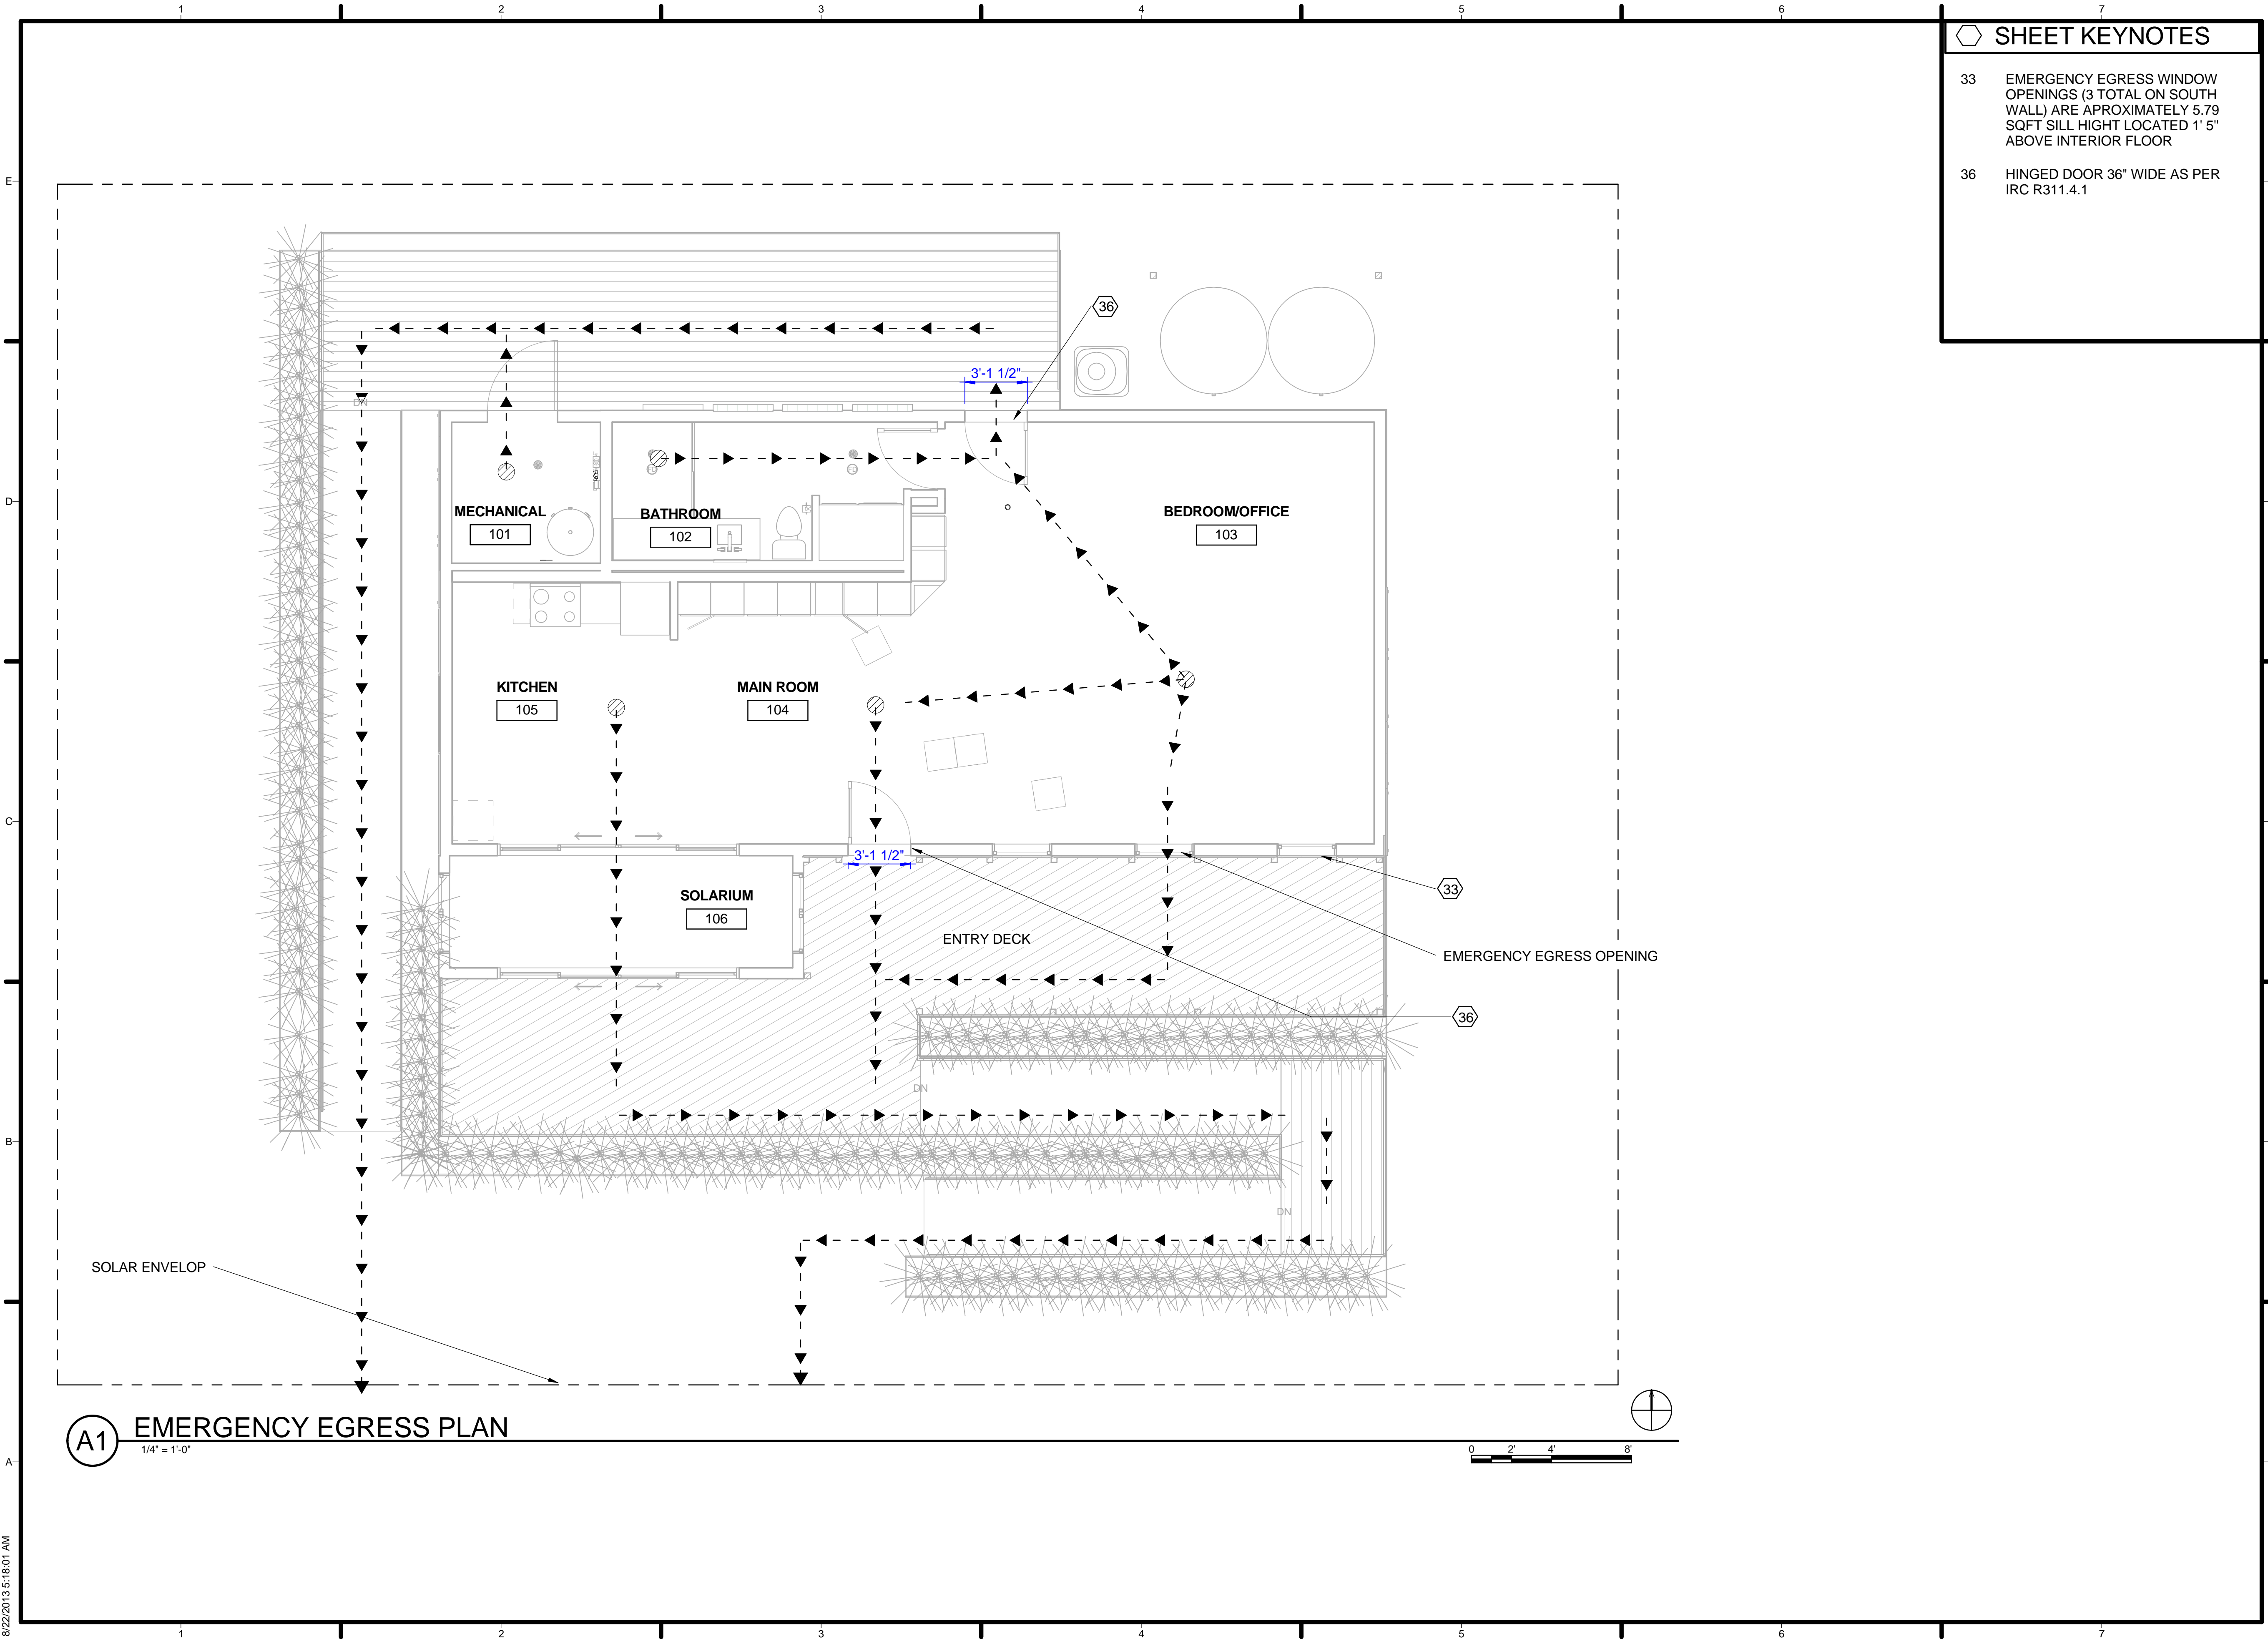 1 2 3 4 5 6 7
SHEET KEYNOTES
33 EMERGENCY EGRESS WINDOW
OPENINGS (3 TOTAL ON SOUTH
WALL) ARE APROXIMATELY 5.79
SQFT SILL HIGHT LOCATED 1' 5"
ABOVE INTERIOR FLOOR
36 HINGED DOOR 36" WIDE AS PER
IRC R311.4.1
E
36
3'-1 1/2"
DN
D
FD
FD
MECHANICAL
101
BATHROOM
102
BEDROOM/OFFICE
103
KITCHEN
105
MAIN ROOM
104
C
3'-1 1/2"
33
SOLARIUM
106
ENTRY DECK
EMERGENCY EGRESS OPENING
36
DN
B
DN
SOLAR ENVELOP
A1
EMERGENCY EGRESS PLAN
1/4" = 1'-0"
0 2' 4' 8'
A
8/22/2013 5:18:01 AM
1 2 3 4 5 6 7